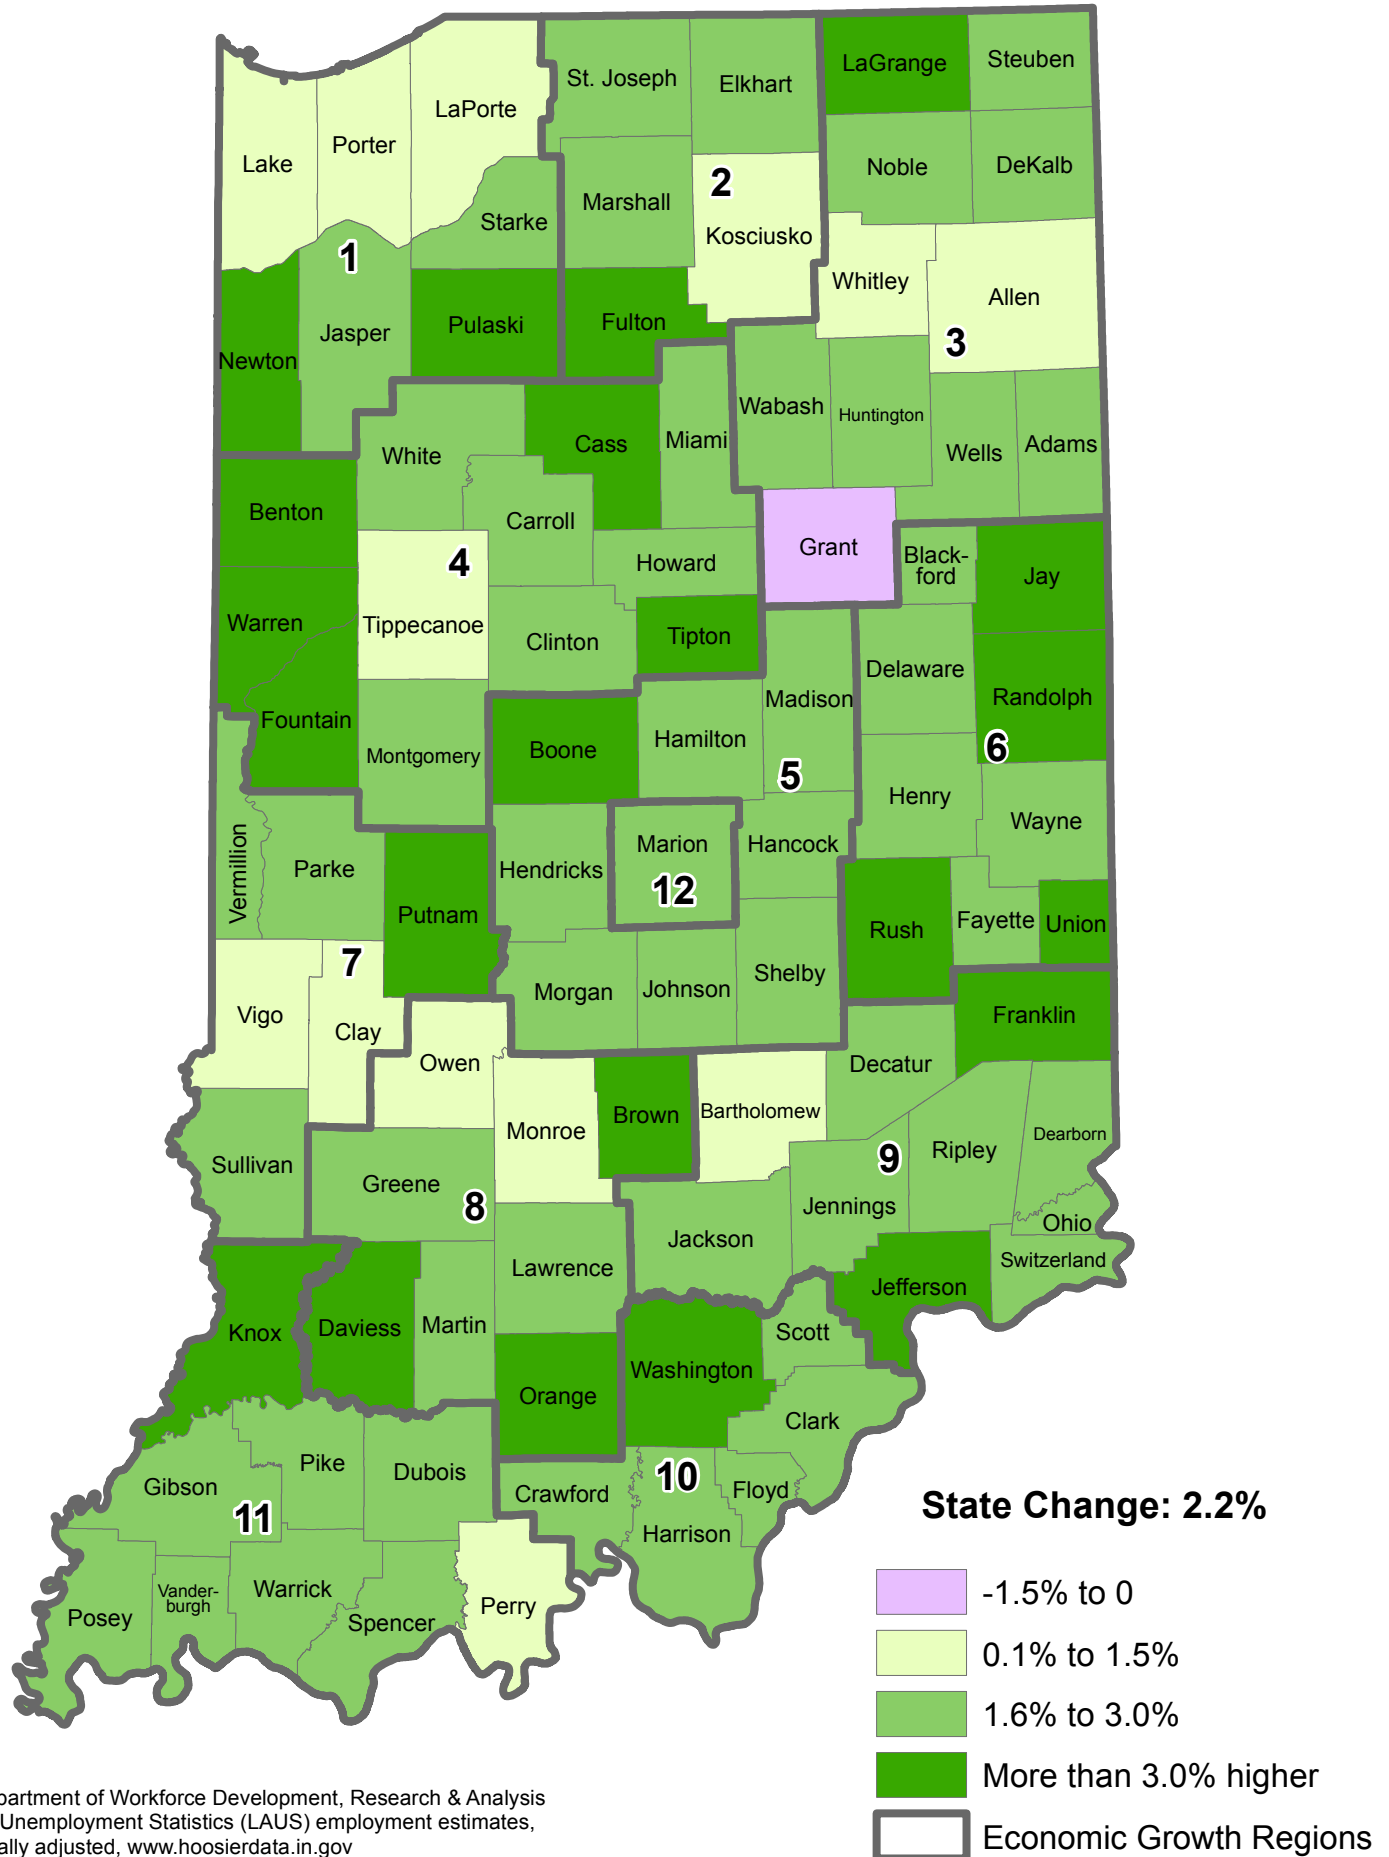 LaGrange
Steuben
St. Joseph
Elkhart
LaPorte
Porter
Lake
Noble
DeKalb
2
Marshall
Starke
Kosciusko
1
Whitley
Allen
Fulton
Pulaski
Jasper
3
Newton
Wabash
Huntington
Cass
Miami
Adams
Wells
White
Benton
Carroll
Grant
Black-
ford
Jay
4
Howard
Warren
Tippecanoe
Clinton
Tipton
Delaware
Madison
Randolph
Fountain
Hamilton
6
Boone
Montgomery
5
Henry
Wayne
Marion
Hancock
Vermillion
Parke
Hendricks
12
Putnam
Fayette
Union
Rush
7
Shelby
Johnson
Morgan
Vigo
Franklin
Clay
Owen
Decatur
Bartholomew
Brown
Monroe
Dearborn
Ripley
9
Sullivan
Greene
8
Jennings
Ohio
Jackson
Switzerland
Lawrence
Jefferson
Knox
Daviess
Martin
Scott
Washington
Orange
Clark
Pike
Dubois
10
Gibson
Crawford
Floyd
11
Harrison
Vander-
burgh
Warrick
Perry
Posey
Spencer
State Change: 2.2%
-1.5% to 0
0.1% to 1.5%
1.6% to 3.0%
More than 3.0% higher
Economic Growth Regions
partment of Workforce Development, Research & Analysis
Unemployment Statistics (LAUS) employment estimates,
ally adjusted, www.hoosierdata.in.gov